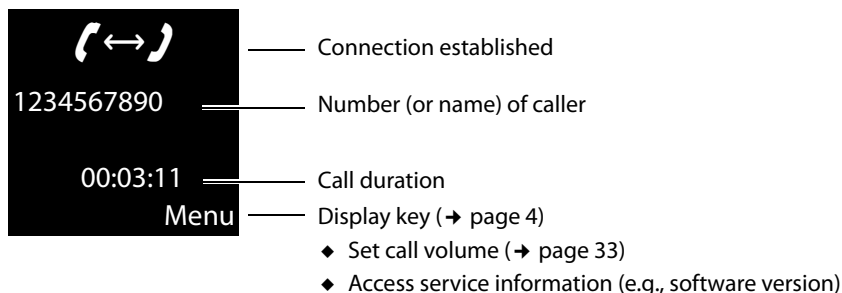 Connection established
1234567890 Number (or name) of caller
00:03:11 Call duration
Menu Display key (➔ page 4)
◆ Set call volume (➔ page 33)
◆ Access service information (e.g., software version)